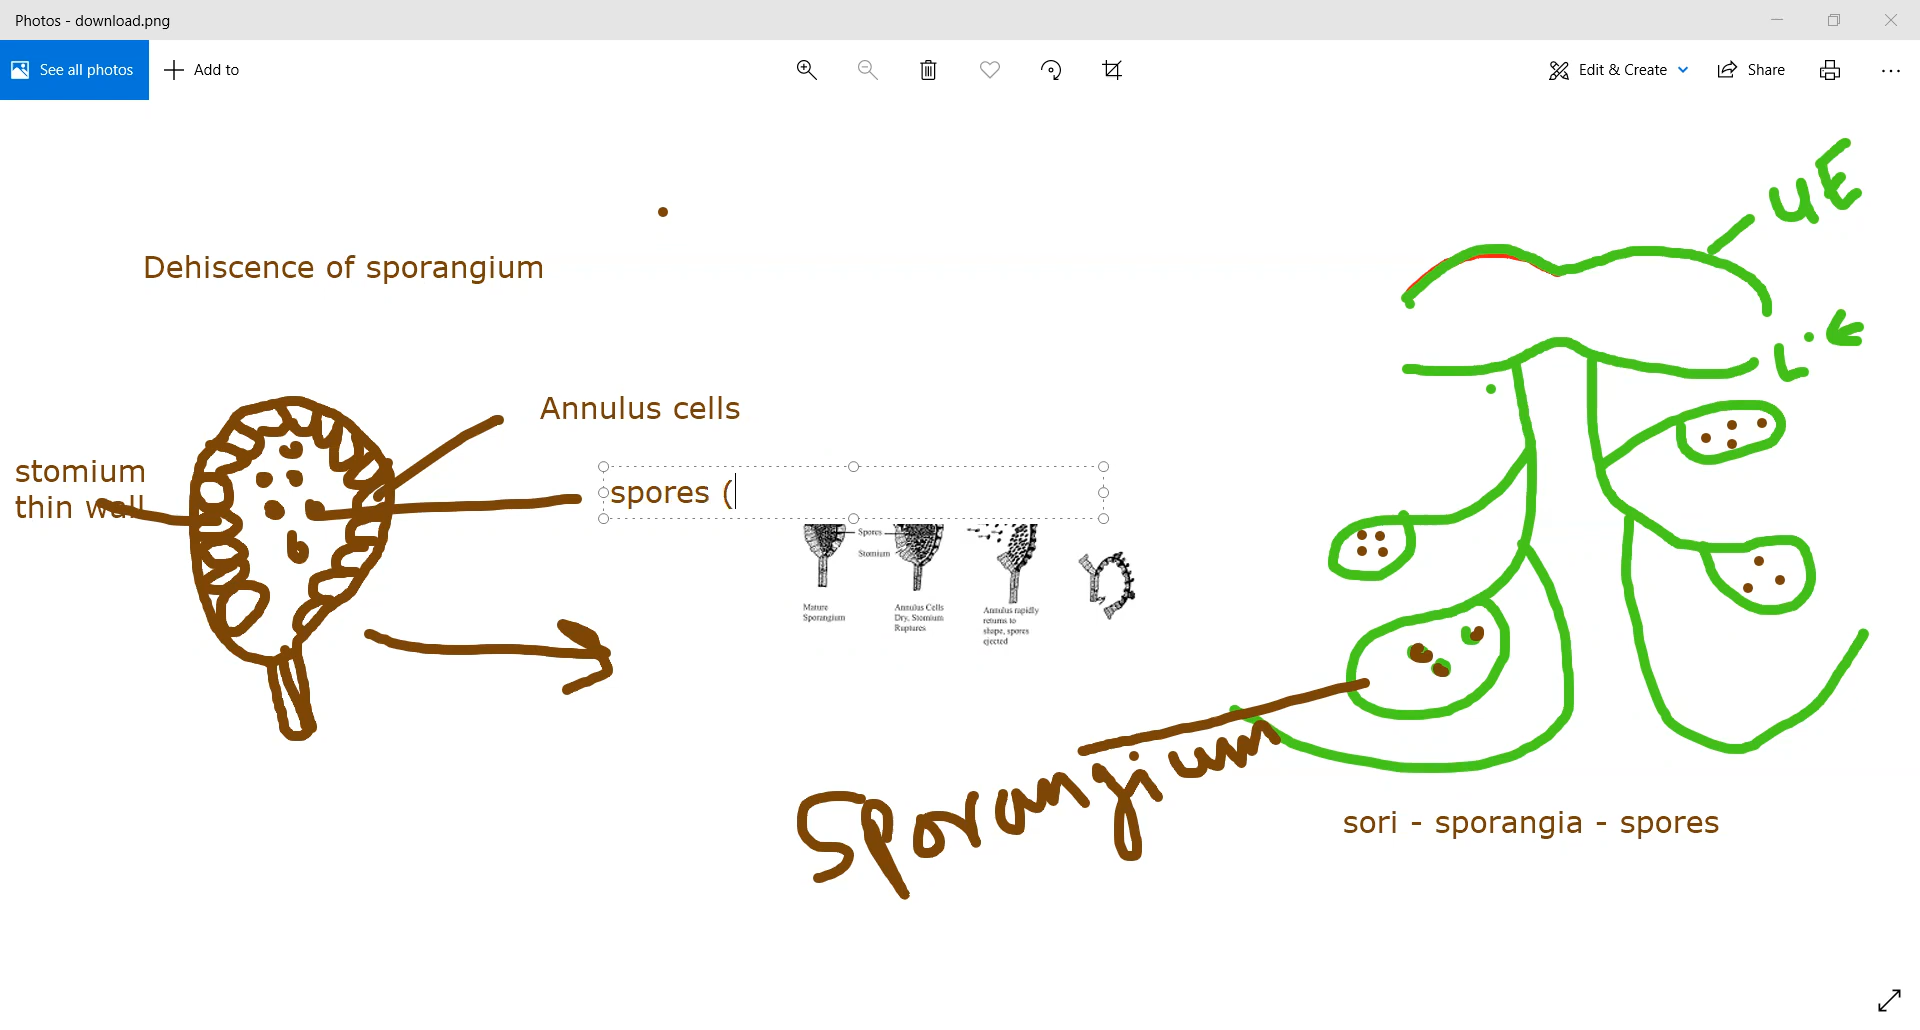 Photos - download.png
See all photos
Add to
Edit & Create
Share
UE
Dehiscence of sporangium
L.E
Annulus cells
stomium
thin wall
spores (
Spores
Stomium
Mature
Sporangium
Annulus Cells
Dry, Stomium
Ruptures
Annulus rapidly
returns to
shape, spores
ejected
Sporangium
sori - sporangia - spores